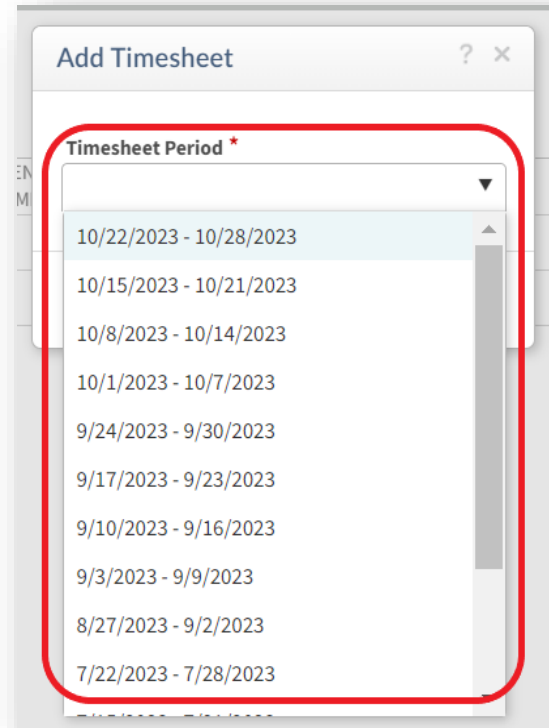 Add Timesheet ? ×
Timesheet Period *
EN
M
10/22/2023 - 10/28/2023
10/15/2023 - 10/21/2023
10/8/2023 - 10/14/2023
10/1/2023 - 10/7/2023
9/24/2023 - 9/30/2023
9/17/2023 - 9/23/2023
9/10/2023 - 9/16/2023
9/3/2023 - 9/9/2023
8/27/2023 - 9/2/2023
7/22/2023 - 7/28/2023